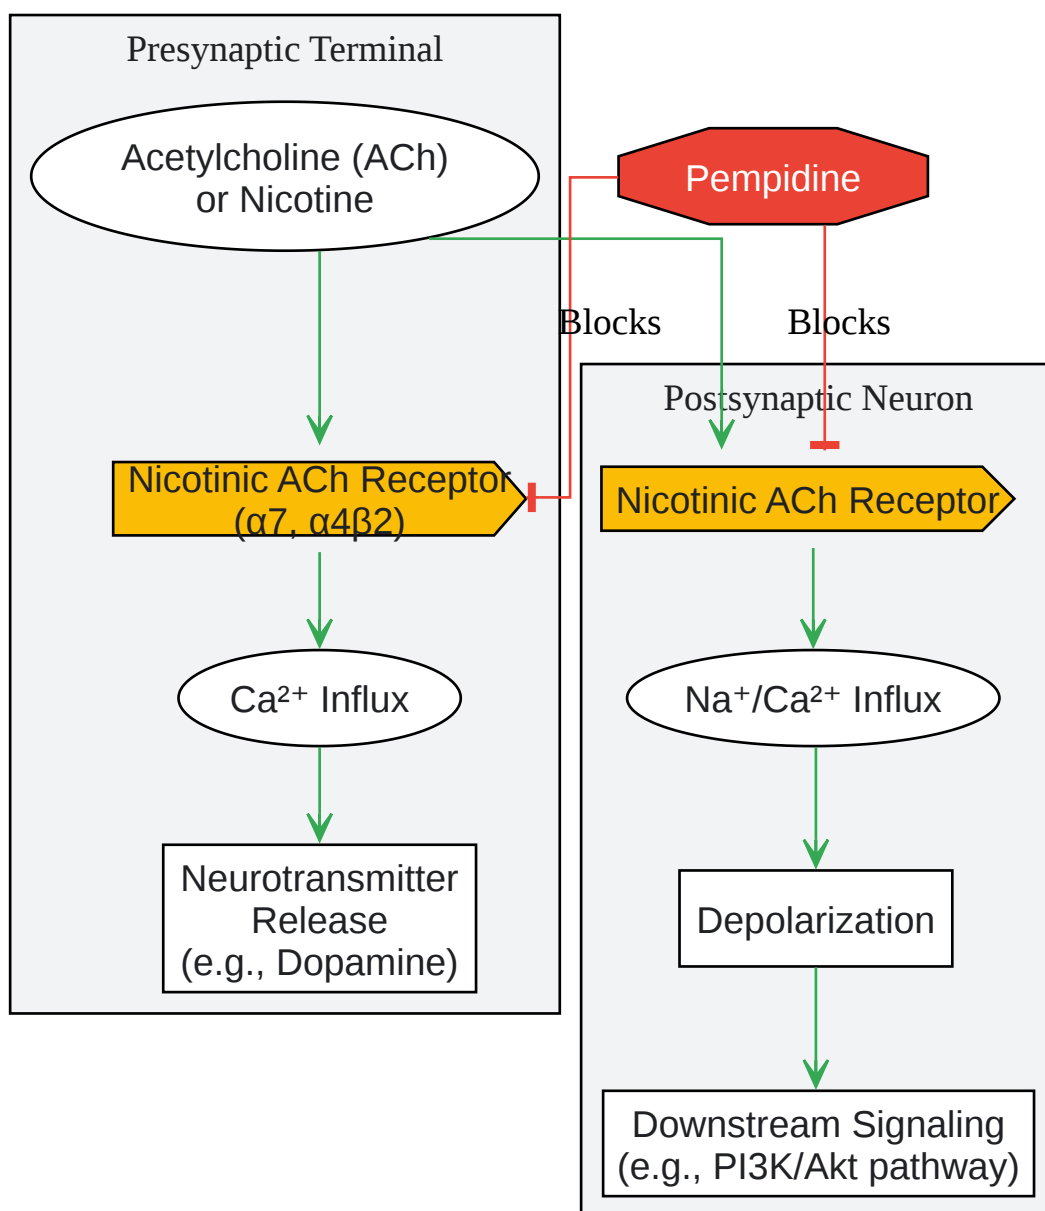 Presynaptic Terminal
Acetylcholine (ACh)
or Nicotine
Pempidine
Blocks
Blocks
Postsynaptic Neuron
Nicotinic ACh Receptor
(α7, α4β2)
Nicotinic ACh Receptor
Ca²⁺ Influx
Na⁺/Ca²⁺ Influx
Neurotransmitter
Release
(e.g., Dopamine)
Depolarization
Downstream Signaling
(e.g., PI3K/Akt pathway)